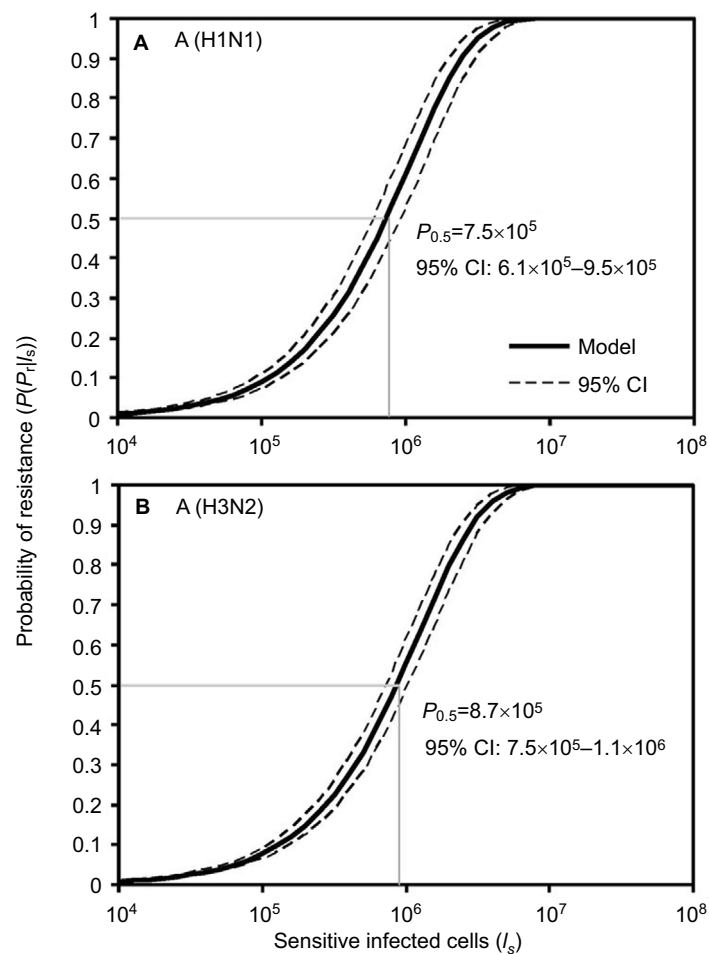 Probability of resistance (P(Pr|Is))
A A (H1N1)
1
0.9
0.8
0.7
0.6
0.5
0.4
0.3
0.2
0.1
0
P0.5=7.5×10⁵
95% CI: 6.1×10⁵–9.5×10⁵
Model
95% CI
10⁴ 10⁵ 10⁶ 10⁷ 10⁸
B A (H3N2)
1
0.9
0.8
0.7
0.6
0.5
0.4
0.3
0.2
0.1
0
P0.5=8.7×10⁵
95% CI: 7.5×10⁵–1.1×10⁶
10⁴ 10⁵ 10⁶ 10⁷ 10⁸
Sensitive infected cells (Is)